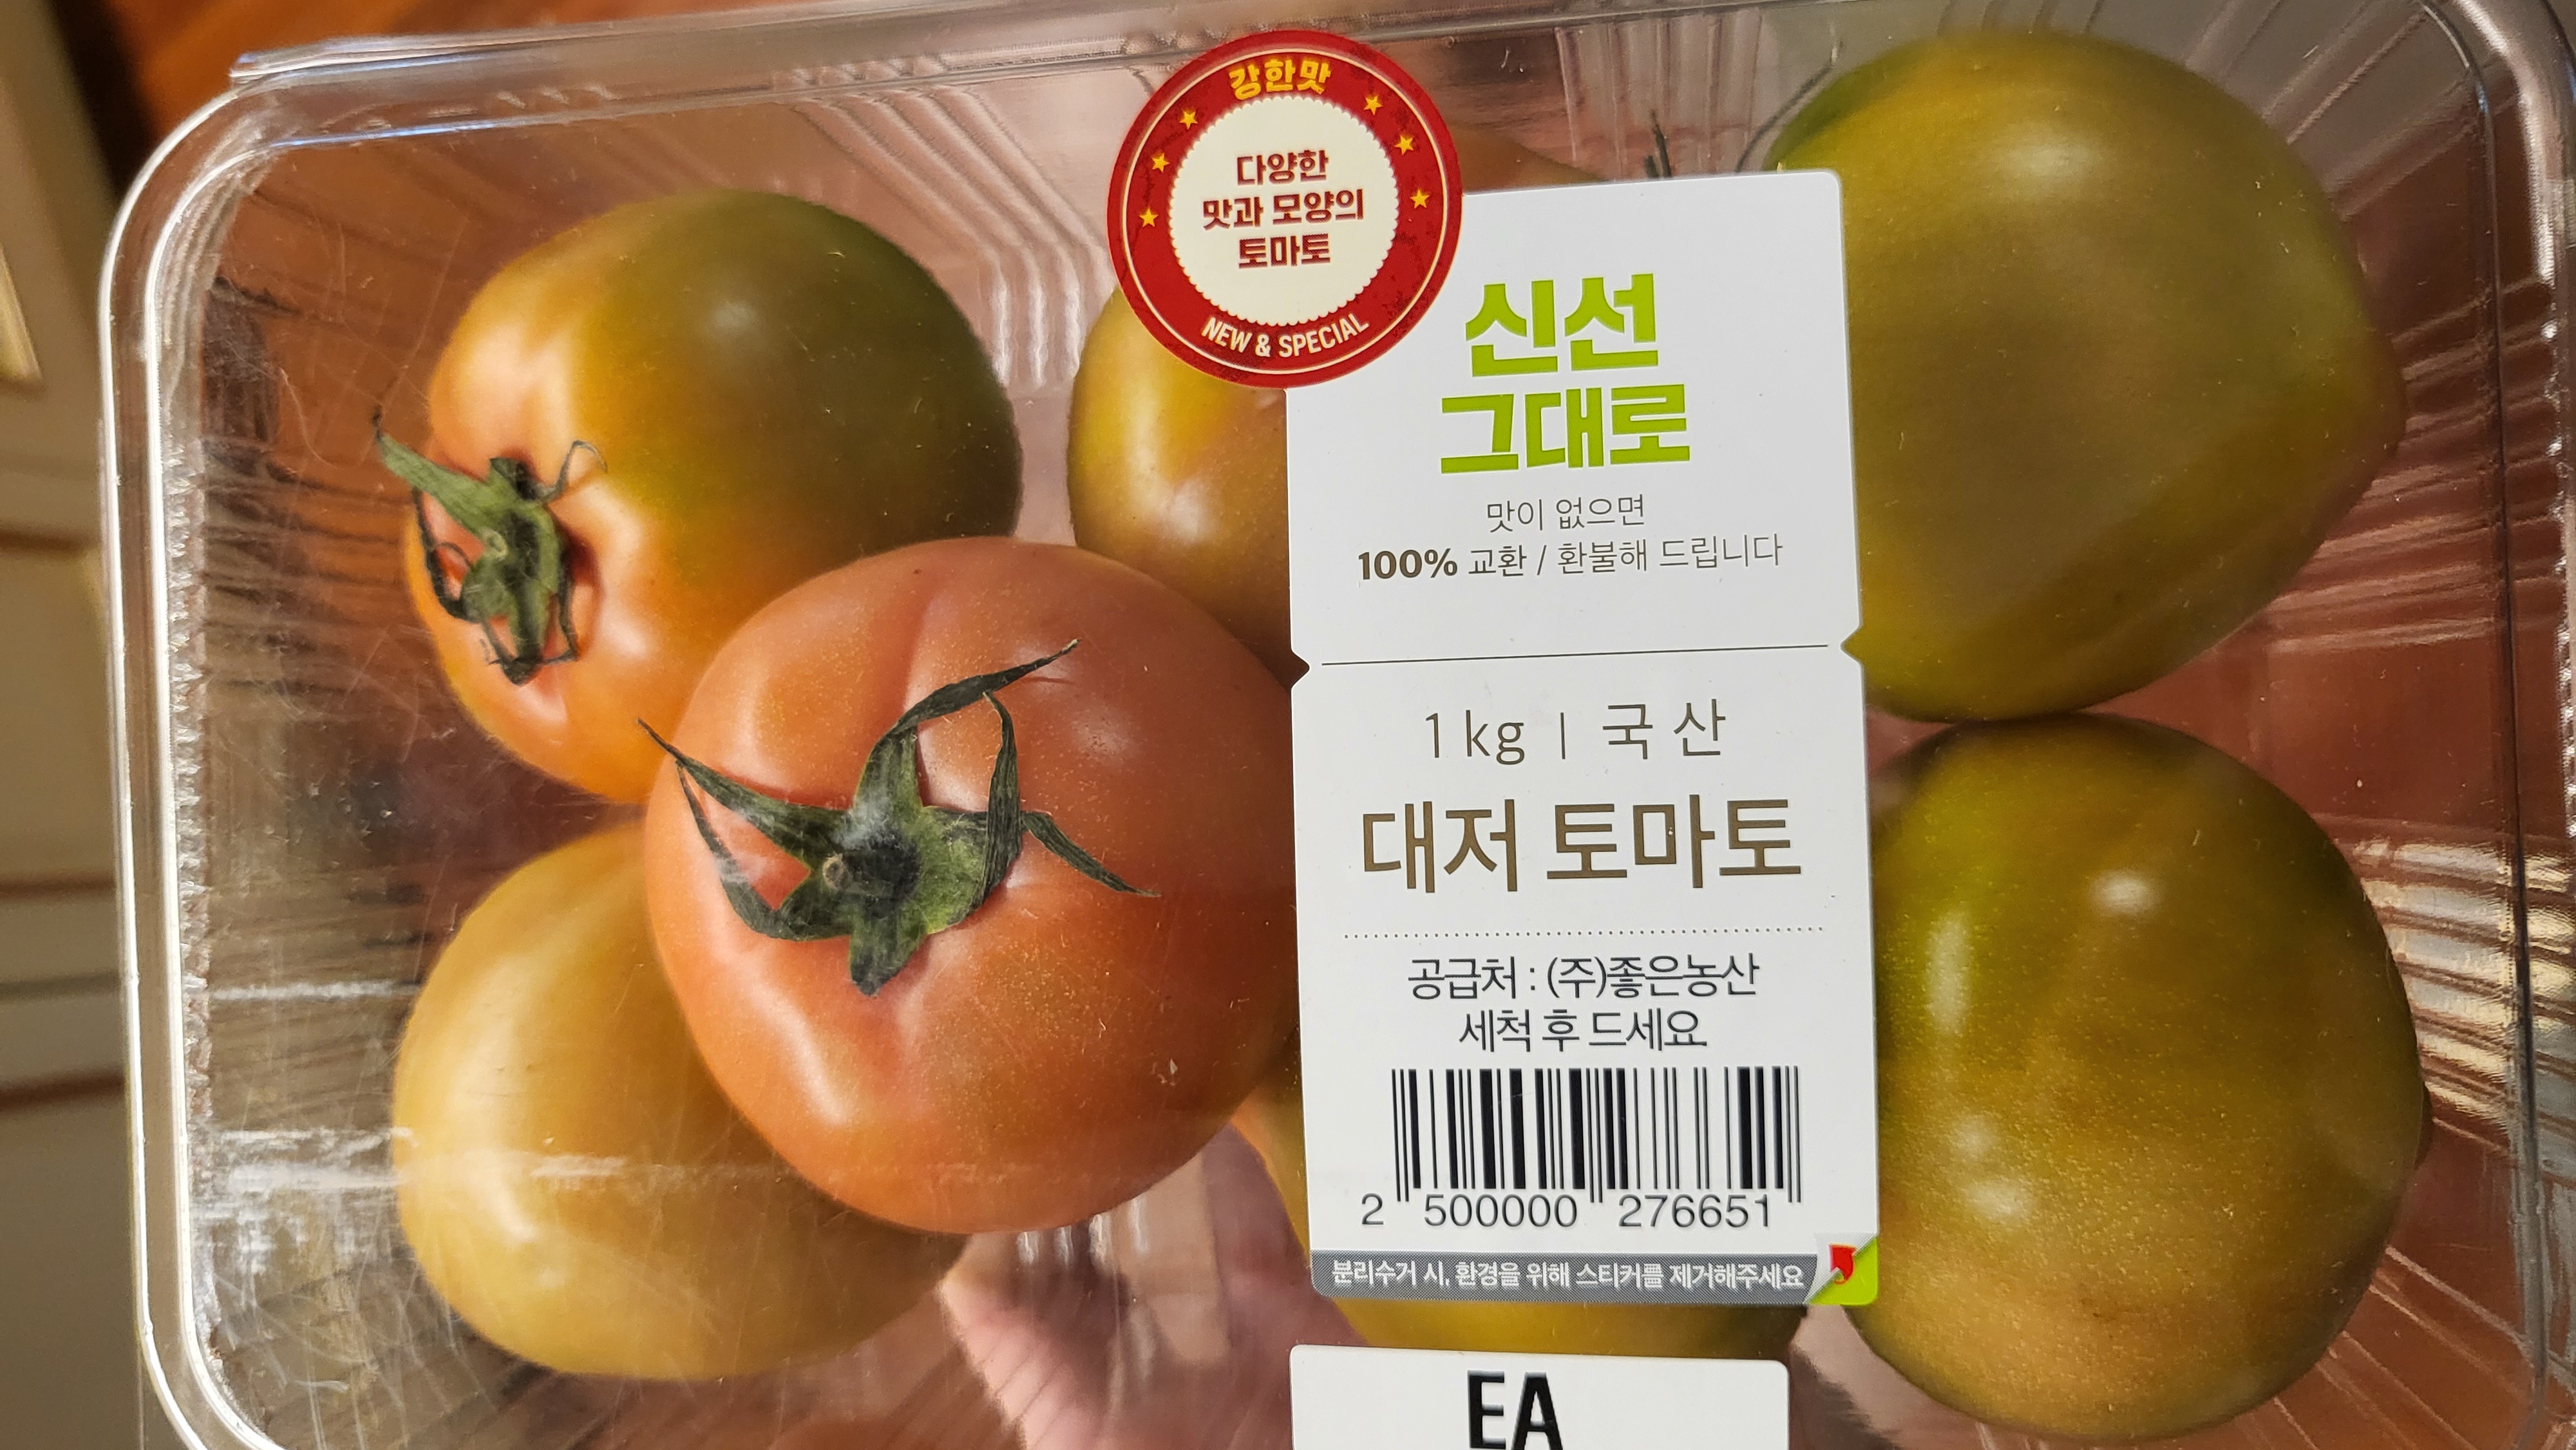 강한맛
다양한
맛과 모양의
토마토
NEW & SPECIAL
신선
그대로
맛이 없으면
100% 교환 / 환불해 드립니다
1 kg | 국 산
대저 토마토
공급처 : (주)좋은농산
세척 후 드세요.
2 500000 276651
분리수거 시, 환경을 위해 스티커를 제거해주세요
EA